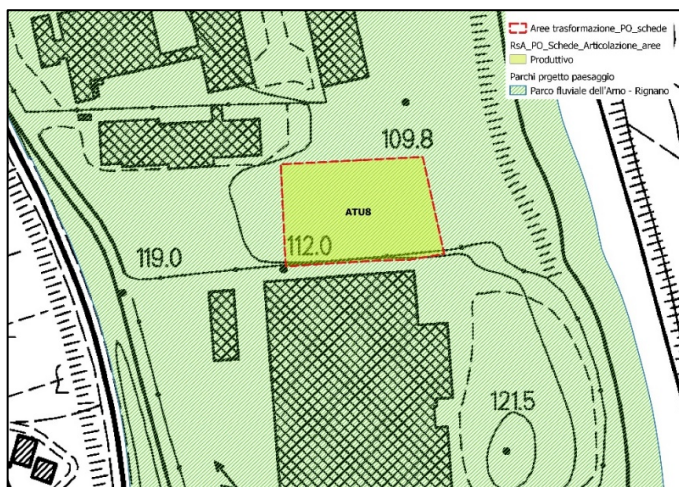 Aree trasformazione_PO_schede
RsA_PO_Schede_Articolazione_aree
Produttivo
Parchi prgetto paesaggio
Parco fluviale dell'Arno - Rignano
109.8
ATU8
119.0
112.0
121.5